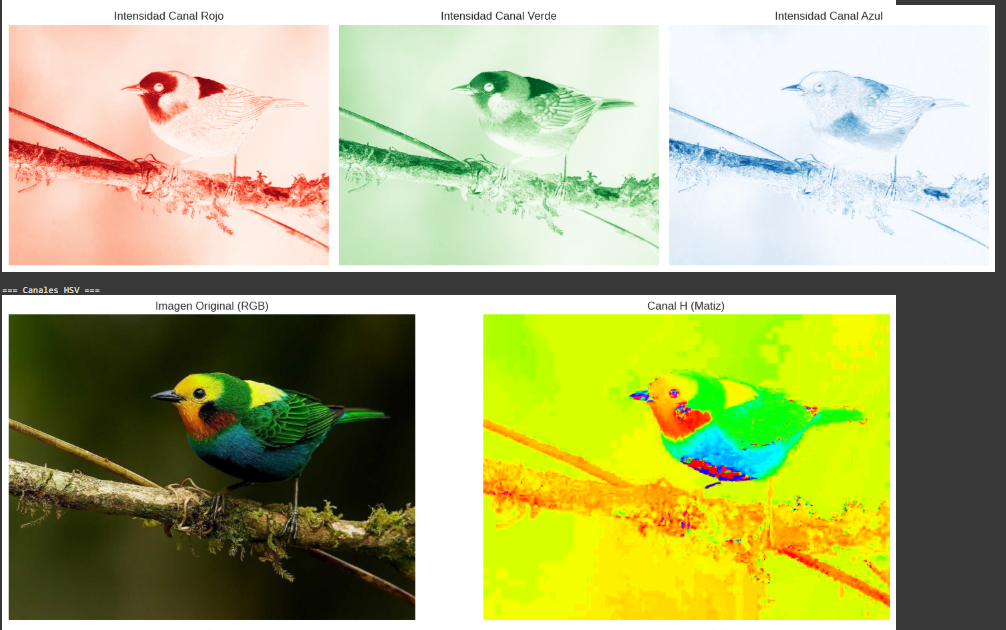 Intensidad Canal Rojo
Intensidad Canal Verde
Intensidad Canal Azul
=== Canales HSV ===
Imagen Original (RGB)
Canal H (Matiz)